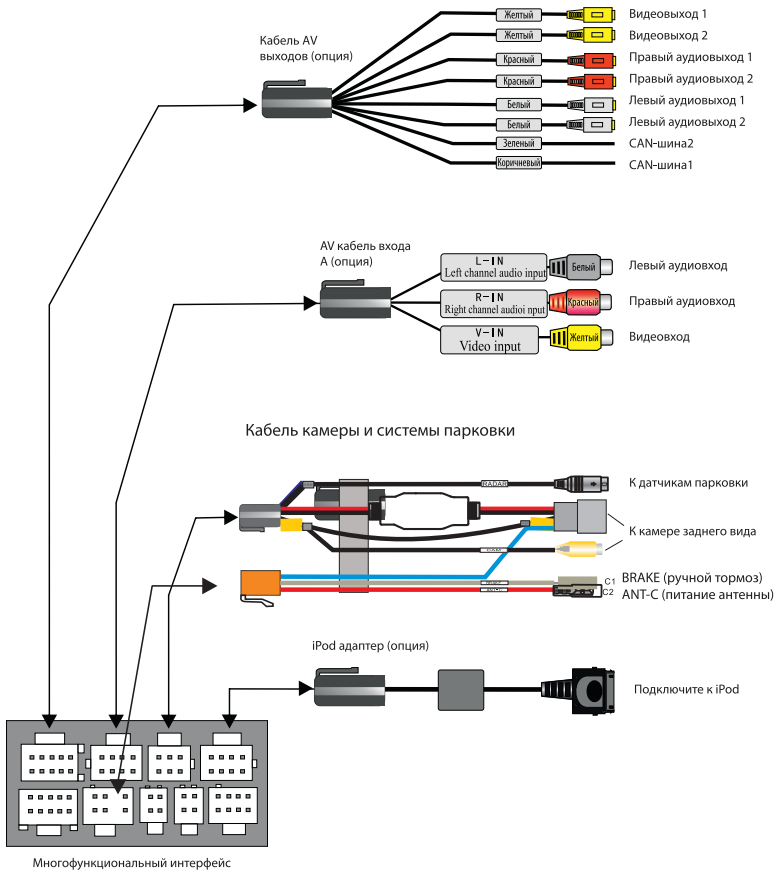 Кабель AV
выходов (опция)
Желтый
Видеовыход 1
Желтый
Видеовыход 2
Красный
Правый аудиовыход 1
Красный
Правый аудиовыход 2
Белый
Левый аудиовыход 1
Белый
Левый аудиовыход 2
Зеленый
CAN-шина2
Коричневый
CAN-шина1
AV кабель входа
А (опция)
L-IN
Left channel audio input
Белый
Левый аудиовход
R-IN
Right channel audioi nput
Красный
Правый аудиовход
V-IN
Video input
Желтый
Видеовход
Кабель камеры и системы парковки
RADAR
К датчикам парковки
К камере заднего вида
CAM
BRAKE
C1
BRAKE (ручной тормоз)
ANT-C
C2
ANT-C (питание антенны)
iPod адаптер (опция)
Подключите к iPod
Многофункциональный интерфейс